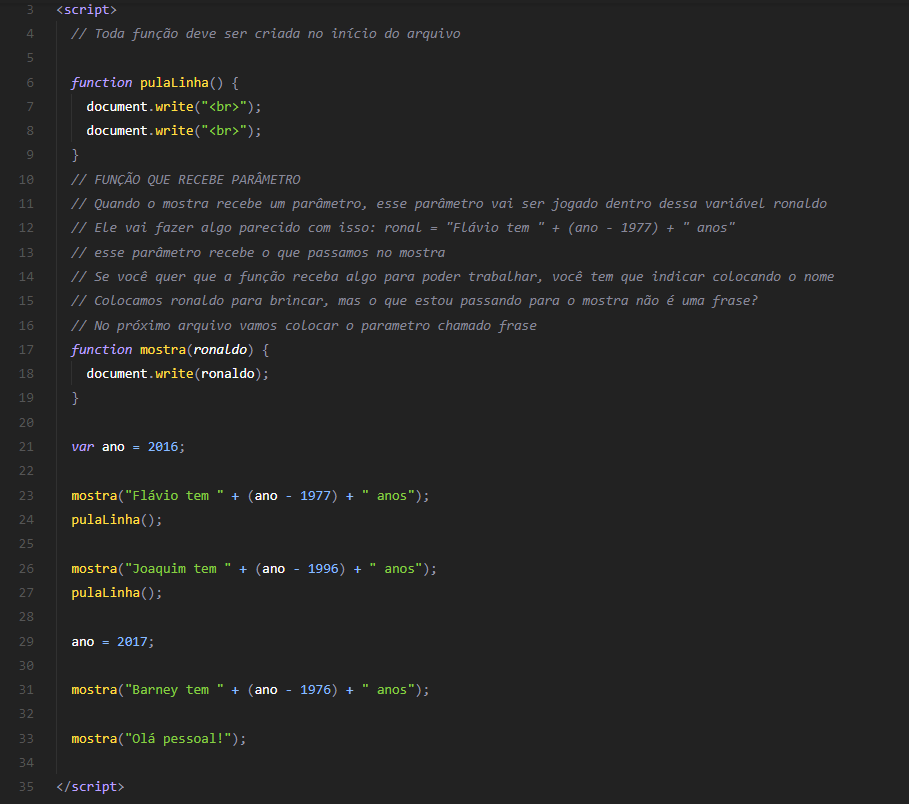 3 <script>
4 // Toda função deve ser criada no início do arquivo
5
6 function pulaLinha() {
7 document.write("<br>");
8 document.write("<br>");
9 }
10 // FUNÇÃO QUE RECEBE PARÂMETRO
11 // Quando o mostra recebe um parâmetro, esse parâmetro vai ser jogado dentro dessa variável ronaldo
12 // Ele vai fazer algo parecido com isso: ronal = "Flávio tem " + (ano - 1977) + " anos"
13 // esse parâmetro recebe o que passamos no mostra
14 // Se você quer que a função receba algo para poder trabalhar, você tem que indicar colocando o nome
15 // Colocamos ronaldo para brincar, mas o que estou passando para o mostra não é uma frase?
16 // No próximo arquivo vamos colocar o parametro chamado frase
17 function mostra(ronaldo) {
18 document.write(ronaldo);
19 }
20
21 var ano = 2016;
22
23 mostra("Flávio tem " + (ano - 1977) + " anos");
24 pulaLinha();
25
26 mostra("Joaquim tem " + (ano - 1996) + " anos");
27 pulaLinha();
28
29 ano = 2017;
30
31 mostra("Barney tem " + (ano - 1976) + " anos");
32
33 mostra("Olá pessoal!");
34
35 </script>